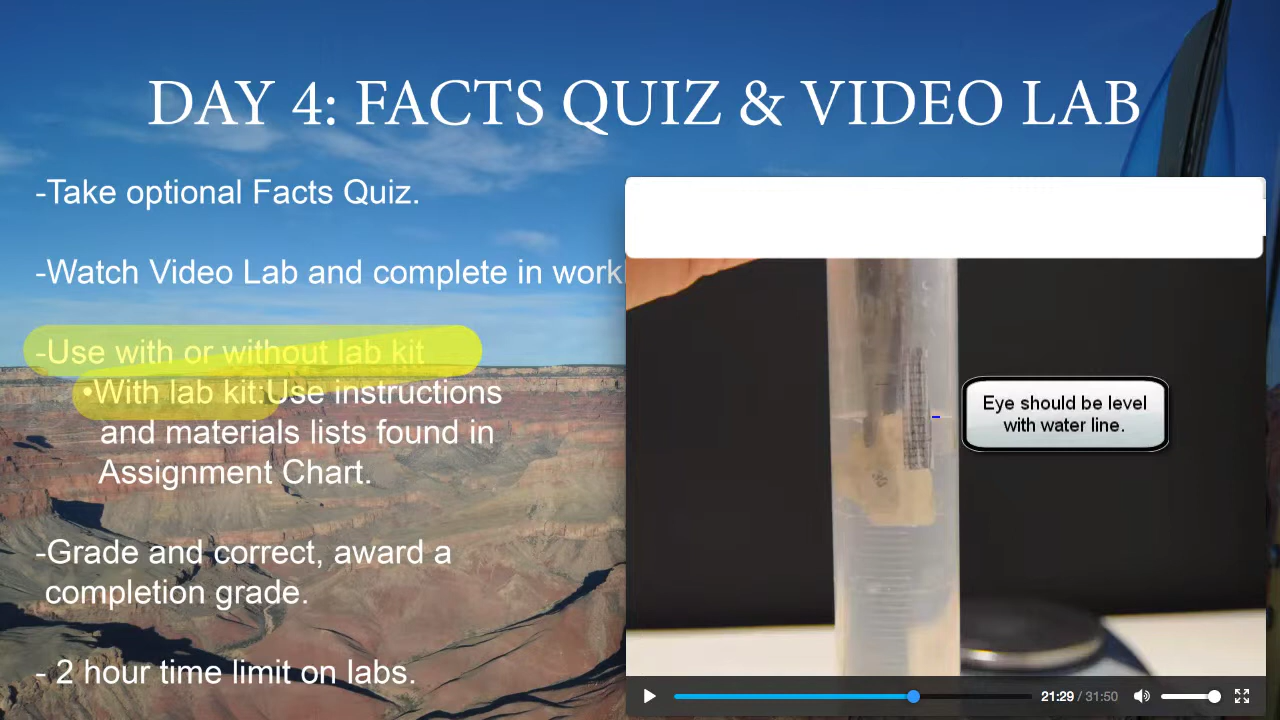 DAY 4: FACTS QUIZ & VIDEO LAB
-Take optional Facts Quiz.
-Watch Video Lab and complete in work
-Use with or without lab kit
•With lab kit:Use instructions
and materials lists found in
Assignment Chart.
-Grade and correct, award a
completion grade.
- 2 hour time limit on labs.
Eye should be level
with water line.
21:29 / 31:50